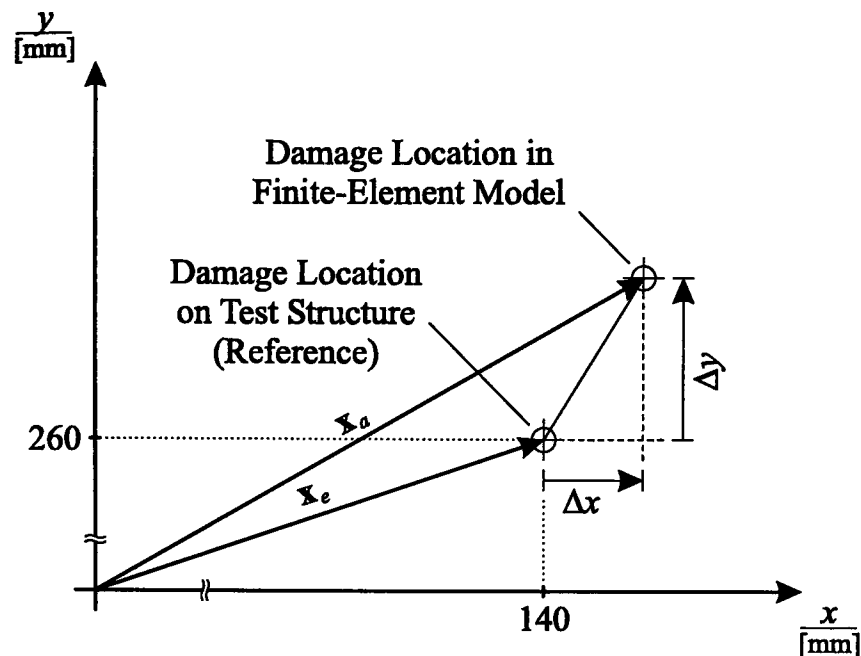 y
[mm]
Damage Location in
Finite-Element Model
Damage Location
on Test Structure
(Reference)
Δy
x_a
260
x_e
Δx
140
x
[mm]